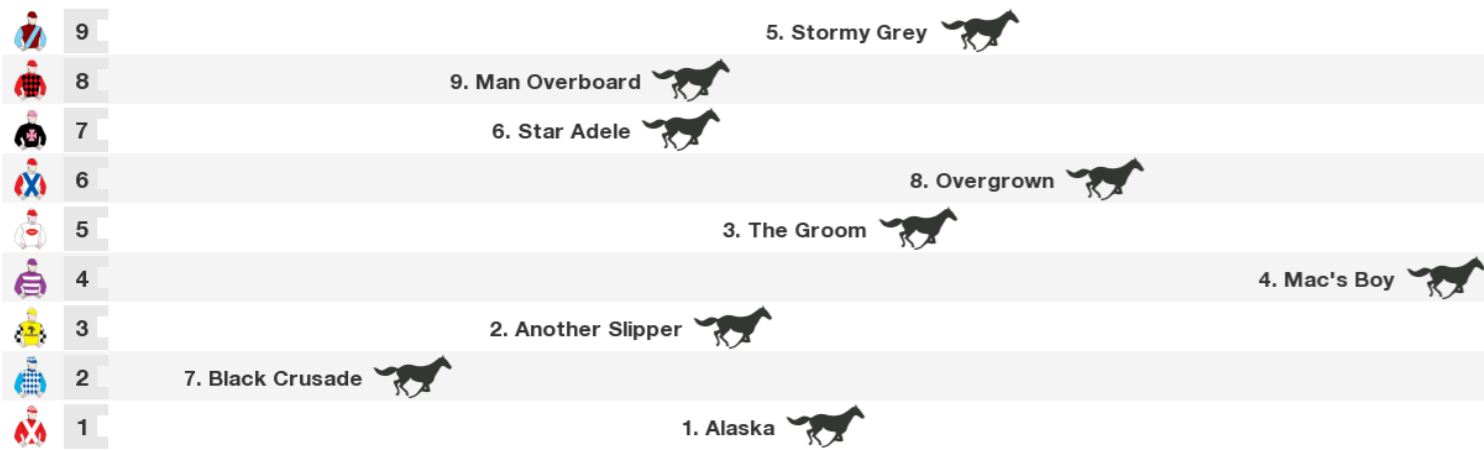 9 5. Stormy Grey
8 9. Man Overboard
7 6. Star Adele
6 8. Overgrown
5 3. The Groom
4 4. Mac's Boy
3 2. Another Slipper
2 7. Black Crusade
1 1. Alaska